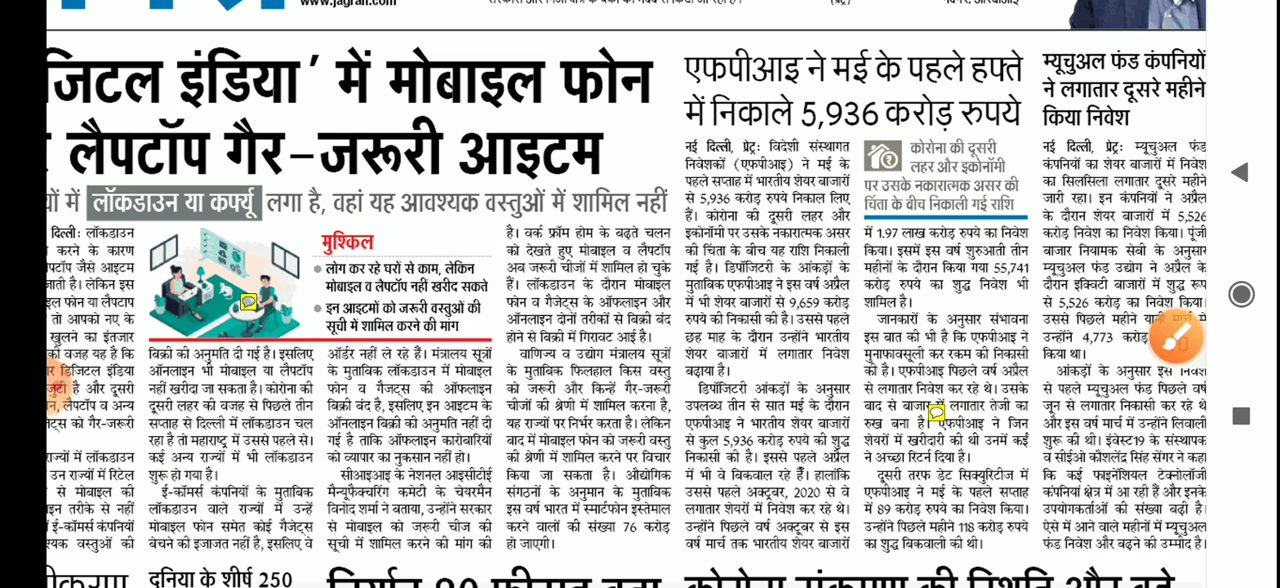 www.jagran.com
जिटल इंडिया' में मोबाइल फोन
लैपटॉप गैर-जरूरी आइटम
में लॉकडाउन या कर्फ्यू लगा है, वहां यह आवश्यक वस्तुओं में शामिल नहीं
दिल्ली: लॉकडाउन
करने के कारण
जैसे आइटम
जाती है। लेकिन इस
फोन या लैपटाप
तो आपको नए के
खुलने का इंतजार
की वजह यह है कि
डिजिटल इंडिया
है और दूसरी
लैपटॉप व अन्य
को गैर-जरूरी
राज्यों में लॉकडाउन
उन राज्यों में रिटेल
से मोबाइल की
तरीके से नहीं
ई-कॉमर्स कंपनियों
वस्तुओं की
मुश्किल
लोग कर रहे घरों से काम, लेकिन
मोबाइल व लैपटॉप नहीं खरीद सकते
इन आइटमों को जरूरी वस्तुओं की
सूची में शामिल करने की मांग
बिक्री की अनुमति दी गई है। इसलिए
ऑनलाइन भी मोबाइल या लैपटॉप
नहीं खरीदा जा सकता है। कोरोना की
दूसरी लहर की वजह से पिछले तीन
सप्ताह से दिल्ली में लॉकडाउन चल
रहा है तो महाराष्ट्र में उससे पहले से।
कई अन्य राज्यों में भी लॉकडाउन
शुरू हो गया है।
ई-कॉमर्स कंपनियों के मुताबिक
लॉकडाउन वाले राज्यों में उन्हें
मोबाइल फोन समेत कोई गैजेट्स
बेचने की इजाजत नहीं है, इसलिए वे
ऑर्डर नहीं ले रहे हैं। मंत्रालय सूत्रों
के मुताबिक लॉकडाउन में मोबाइल
फोन व गैजेट्स की ऑफलाइन
बिक्री बंद है, इसलिए इन आइटम के
ऑनलाइन बिक्री की अनुमति नहीं दी
गई है ताकि ऑफलाइन कारोबारियों
को व्यापार का नुकसान नहीं हो।
सीआइआइ के नेशनल आइसीटीई
मैन्यूफैक्चरिंग कमेटी के चेयरमैन
विनोद शर्मा ने बताया, उन्होंने सरकार
से मोबाइल को जरूरी चीज की
सूची में शामिल करने की मांग की
है। वर्क फ्रॉम होम के बढ़ते चलन
को देखते हुए मोबाइल व लैपटॉप
अब जरूरी चीजों में शामिल हो चुके
हैं। लॉकडाउन के दौरान मोबाइल
फोन व गैजेट्स के ऑफलाइन और
ऑनलाइन दोनों तरीकों से बिक्री बंद
होने से बिक्री में गिरावट आई है।
वाणिज्य व उद्योग मंत्रालय सूत्रों
के मुताबिक फिलहाल किस वस्तु
को जरूरी और किन्हें गैर-जरूरी
चीजों की श्रेणी में शामिल करना है,
यह राज्यों पर निर्भर करता है। लेकिन
बाद में मोबाइल फोन को जरूरी वस्तु
की श्रेणी में शामिल करने पर विचार
किया जा सकता है। औद्योगिक
संगठनों के अनुमान के मुताबिक
इस वर्ष भारत में स्मार्टफोन इस्तेमाल
करने वालों की संख्या 76 करोड़
हो जाएगी।
एफपीआइ ने मई के पहले हफ्ते
में निकाले 5,936 करोड़ रुपये
नई दिल्ली, प्रेट्र: विदेशी संस्थागत
निवेशकों (एफपीआइ) ने मई के
पहले सप्ताह में भारतीय शेयर बाजारों
से 5,936 करोड़ रुपये निकाल लिए
हैं। कोरोना की दूसरी लहर और
इकोनॉमी पर उसके नकारात्मक असर
की चिंता के बीच यह राशि निकाली
गई है। डिपॉजिटरी के आंकड़ों के
मुताबिक एफपीआइ ने इस वर्ष अप्रैल
में भी शेयर बाजारों से 9,659 करोड़
रुपये की निकासी की है। उससे पहले
छह माह के दौरान उन्होंने भारतीय
शेयर बाजारों में लगातार निवेश
बढ़ाया है।
डिपॉजिटरी आंकड़ों के अनुसार
उपलब्ध तीन से सात मई के दौरान
एफपीआइ ने भारतीय शेयर बाजारों
से कुल 5,936 करोड़ रुपये की शुद्ध
निकासी की है। इससे पहले अप्रैल
में भी वे बिकवाल रहे हैं। हालांकि
उससे पहले अक्टूबर, 2020 से वे
लगातार शेयरों में निवेश कर रहे थे।
उन्होंने पिछले वर्ष अक्टूबर से इस
वर्ष मार्च तक भारतीय शेयर बाजारों
कोरोना की दूसरी
लहर और इकोनॉमी
पर उसके नकारात्मक असर की
चिंता के बीच निकाली गई राशि
में 1.97 लाख करोड़ रुपये का निवेश
किया। इसमें इस वर्ष शुरुआती तीन
महीनों के दौरान किया गया 55,741
करोड़ रुपये का शुद्ध निवेश भी
शामिल है।
जानकारों के अनुसार संभावना
इस बात की भी है कि एफपीआइ ने
मुनाफावसूली कर रकम की निकासी
की है। एफपीआइ पिछले वर्ष अप्रैल
से लगातार निवेश कर रहे थे। उसके
बाद से बाजार में लगातार तेजी का
रुख बना है। एफपीआइ ने जिन
शेयरों में खरीदारी की थी उनमें कई
ने अच्छा रिटर्न दिया है।
दूसरी तरफ डेट सिक्युरिटीज में
एफपीआइ ने मई के पहले सप्ताह
में 89 करोड़ रुपये का निवेश किया।
उन्होंने पिछले महीने 118 करोड़ रुपये
का शुद्ध बिकवाली की थी।
म्यूचुअल फंड कंपनियों
ने लगातार दूसरे महीने
किया निवेश
नई दिल्ली, प्रेट्र: म्यूचुअल फंड
कंपनियों का शेयर बाजारों में निवेश
का सिलसिला लगातार दूसरे महीने
जारी रहा। इन कंपनियों ने अप्रैल
के दौरान शेयर बाजारों में 5,526
करोड़ निवेश का निवेश किया। पूंजी
बाजार नियामक सेबी के अनुसार
म्यूचुअल फंड उद्योग ने अप्रैल के
दौरान इक्विटी बाजारों में शुद्ध रूप
से 5,526 करोड़ का निवेश किया।
उससे पिछले महीने यानी मार्च में
उन्होंने 4,773 करोड़
किया था।
आंकड़ों के अनुसार इस निवेश
से पहले म्यूचुअल फंड पिछले वर्ष
जून से लगातार निकासी कर रहे थे
और इस वर्ष मार्च में उन्होंने लिवाली
शुरू की थी। इंवेस्ट19 के संस्थापक
व सीईओ कौशलेंद्र सिंह सेंगर ने कहा
कि कई फाइनेंशियल टेक्नोलॉजी
कंपनियां क्षेत्र में आ रही हैं और इनके
उपयोगकर्ताओं की संख्या बढ़ी है।
ऐसे में आने वाले महीनों में म्यूचुअल
फंड निवेश और बढ़ने की उम्मीद है।
दुनिया के शीर्ष 250